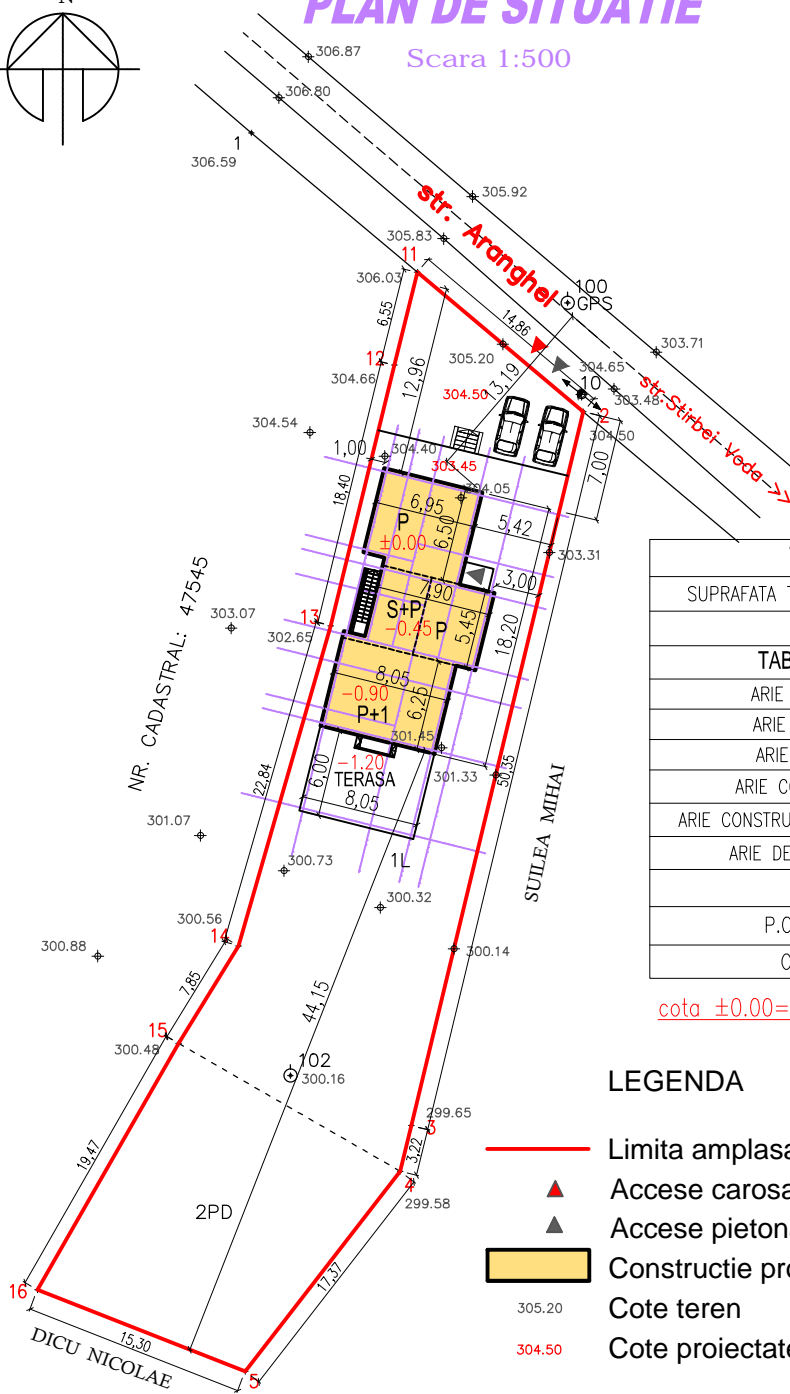 N
PLAN DE SITUATIE
Scara 1:500
306.87
306.80
1
306.59
305.92
str. Aranghel
305.83
11
306.03
100
GPS
6,55
14,86
303.71
305.20
12
304.66
12,96
13,19
304.65
10
303.48
str.Stirbei Voda >>
304.50
2
304.50
304.54
1,00
304.40
303.45
7,00
18,40
304.05
6,95
P
6,50
5,42
±0.00
303.31
3,00
7,90
S+P
P
-0.45
5,45
18,20
NR. CADASTRAL: 47545
303.07
13
302.65
8,05
-0.90
6,25
P+1
301.45
-1.20
TERASA
6,00
8,05
301.33
50,35
22,84
SUILEA MIHAI
301.07
1L
300.73
300.32
300.56
14
300.14
300.88
7,85
44,15
15
300.48
102
300.16
299.65
3
3,22
4
299.58
19,47
2PD
17,37
16
15,30
5
DICU NICOLAE
SUPRAFATA T
TAB
ARIE
ARIE
ARIE
ARIE CO
ARIE CONSTRU
ARIE DE
P.O
C
cota ±0.00=
LEGENDA
Limita amplasa
Accese carosa
Accese pieton
Constructie pro
305.20
Cote teren
304.50
Cote proiectate